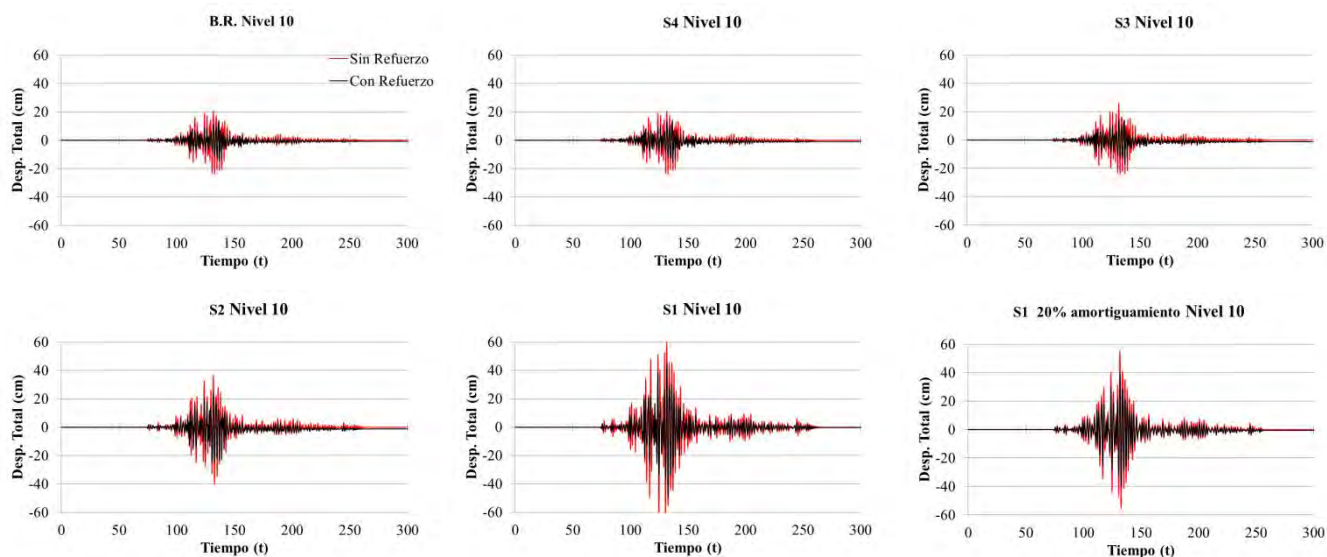 B.R. Nivel 10
60
40
20
0
-20
-40
-60
Desp. Total (cm)
Sin Refuerzo
Con Refuerzo
0 50 100 150 200 250 300
Tiempo (t)
S4 Nivel 10
60
40
20
0
-20
-40
-60
Desp. Total (cm)
0 50 100 150 200 250 300
Tiempo (t)
S3 Nivel 10
60
40
20
0
-20
-40
-60
Desp. Total (cm)
0 50 100 150 200 250 300
Tiempo (t)
S2 Nivel 10
60
40
20
0
-20
-40
-60
Desp. Total (cm)
0 50 100 150 200 250 300
Tiempo (t)
S1 Nivel 10
60
40
20
0
-20
-40
-60
Desp. Total (cm)
0 50 100 150 200 250 300
Tiempo (t)
S1 20% amortiguamiento Nivel 10
60
40
20
0
-20
-40
-60
Desp. Total (cm)
0 50 100 150 200 250 300
Tiempo (t)